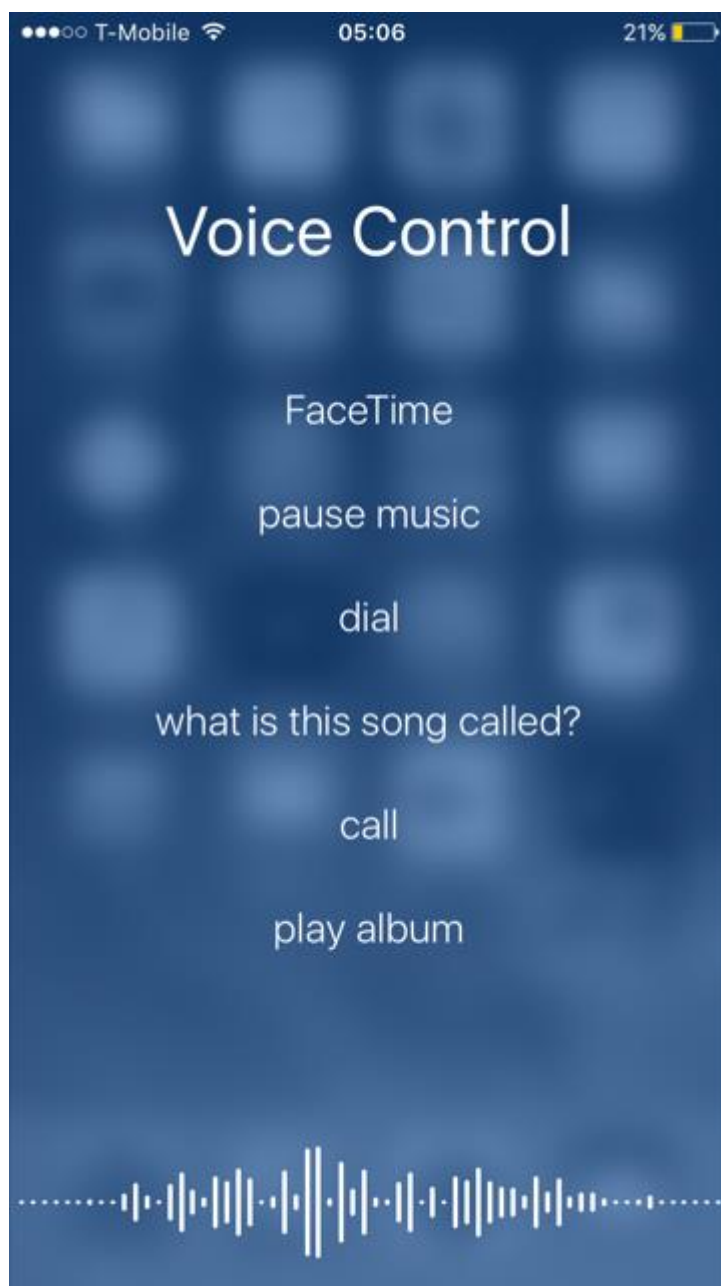 T-Mobile 05:06 21%
Voice Control
FaceTime
pause music
dial
what is this song called?
call
play album